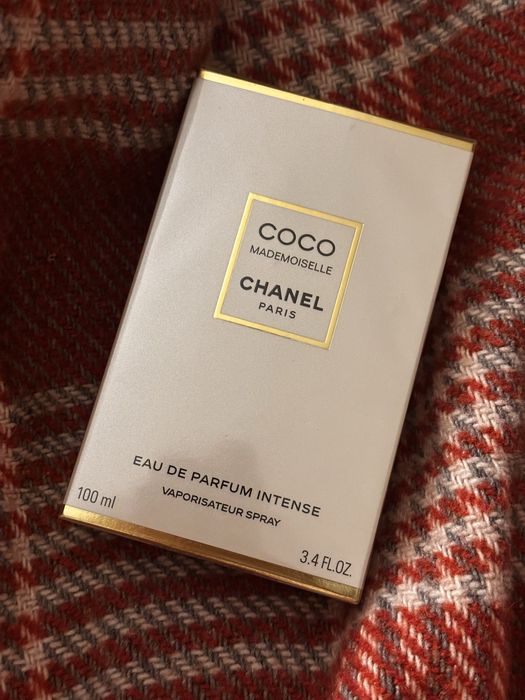 COCO
MADEMOISELLE
CHANEL
PARIS
EAU DE PARFUM INTENSE
VAPORISATEUR SPRAY
100 ml
3.4 FL.OZ.